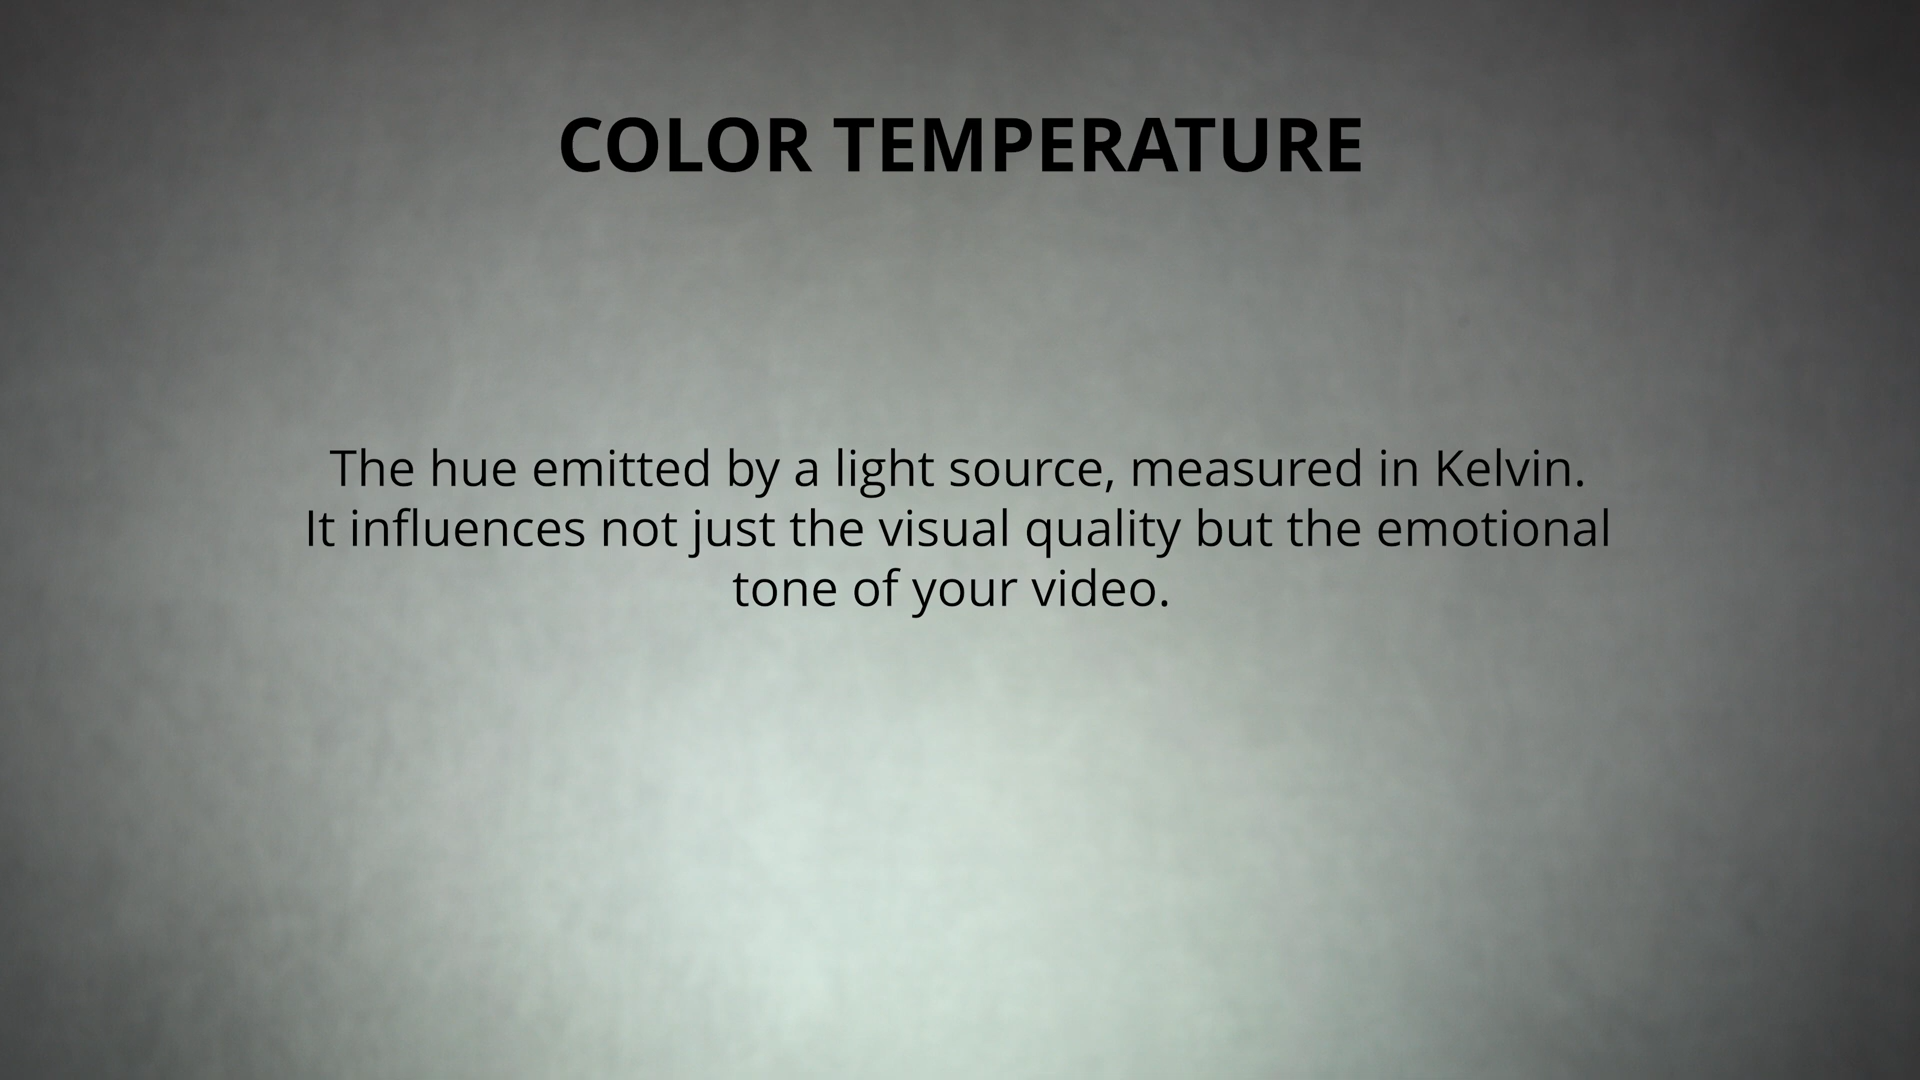 COLOR TEMPERATURE
The hue emitted by a light source, measured in Kelvin.
It influences not just the visual quality but the emotional
tone of your video.